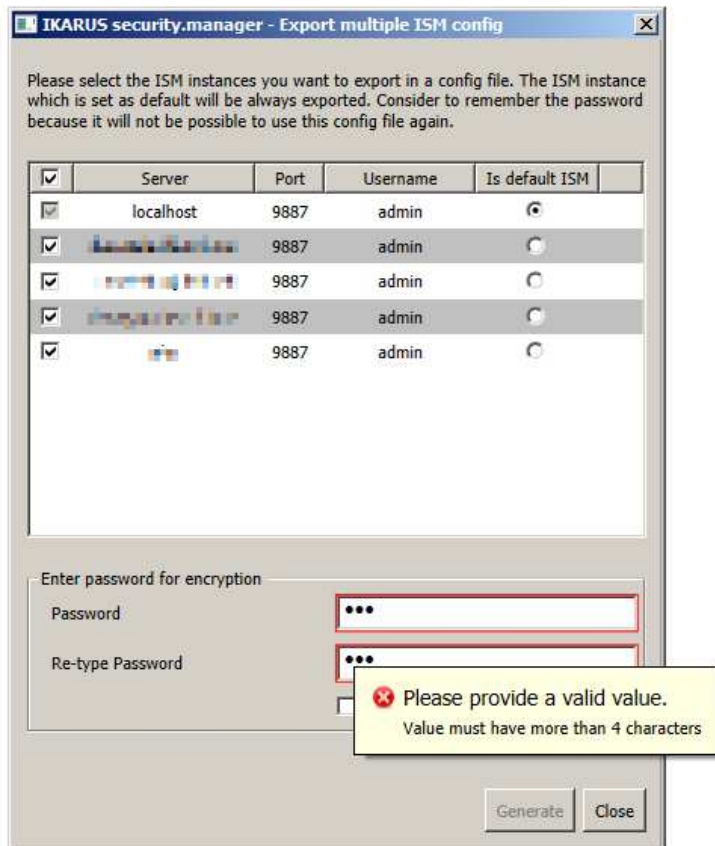 IKARUS security.manager - Export multiple ISM config
Please select the ISM instances you want to export in a config file. The ISM instance
which is set as default will be always exported. Consider to remember the password
because it will not be possible to use this config file again.
Server Port Username Is default ISM
localhost 9887 admin
9887 admin
9887 admin
9887 admin
9887 admin
Enter password for encryption
Password
Re-type Password
Please provide a valid value.
Value must have more than 4 characters
Generate Close